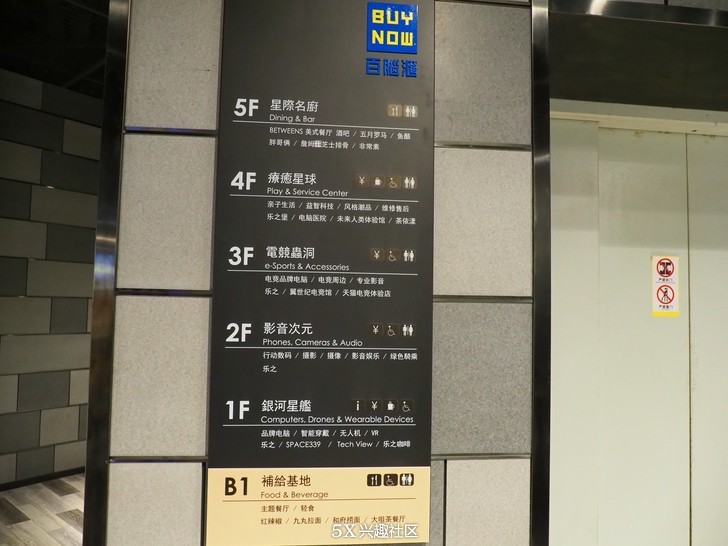 BUY
NOW
百腦滙
5F 星際名廚
Dining & Bar
BETWEENS 美式餐厅 酒吧 / 五月罗马 / 鱼酷
胖哥俩 / 詹姆士芝士排骨 / 非常素
4F 療癒星球
Play & Service Center
亲子生活 / 益智科技 / 风格潮品 / 维修售后
乐之堡 / 电脑医院 / 未来人类体验馆 / 茶依漾
3F 電競蟲洞
e-Sports & Accessories
电竞品牌电脑 / 电竞周边 / 专业影音
乐之 / 翼世纪电竞馆 / 天猫电竞体验店
2F 影音次元
Phones, Cameras & Audio
行动数码 / 摄影 / 摄像 / 影音娱乐 / 绿色騎乘
乐之
1F 銀河星艦
Computers, Drones & Wearable Devices
品牌电脑 / 智能穿戴 / 无人机 / VR
乐之 / SPACE339 / Tech View / 乐之咖啡
B1 補給基地
Food & Beverage
主题餐厅 / 轻食
红辣椒 / 九丸拉面 / 和府捞面 / 大咀茶餐厅
5X兴趣社区